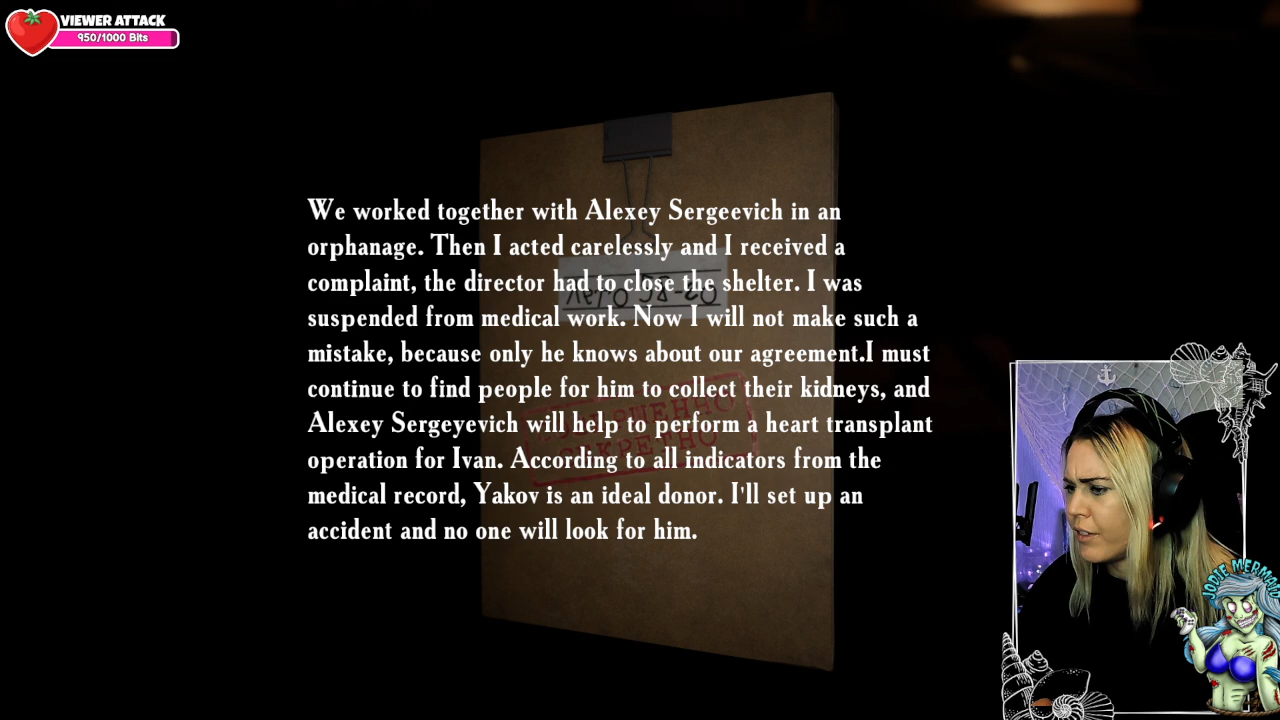 VIEWER ATTACK
950/1000 Bits
We worked together with Alexey Sergeevich in an
orphanage. Then I acted carelessly and I received a
complaint, the director had to close the shelter. I was
suspended from medical work. Now I will not make such a
mistake, because only he knows about our agreement.I must
continue to find people for him to collect their kidneys, and
Alexey Sergeyevich will help to perform a heart transplant
operation for Ivan. According to all indicators from the
medical record, Yakov is an ideal donor. I'll set up an
accident and no one will look for him.
JODIE MERMAID